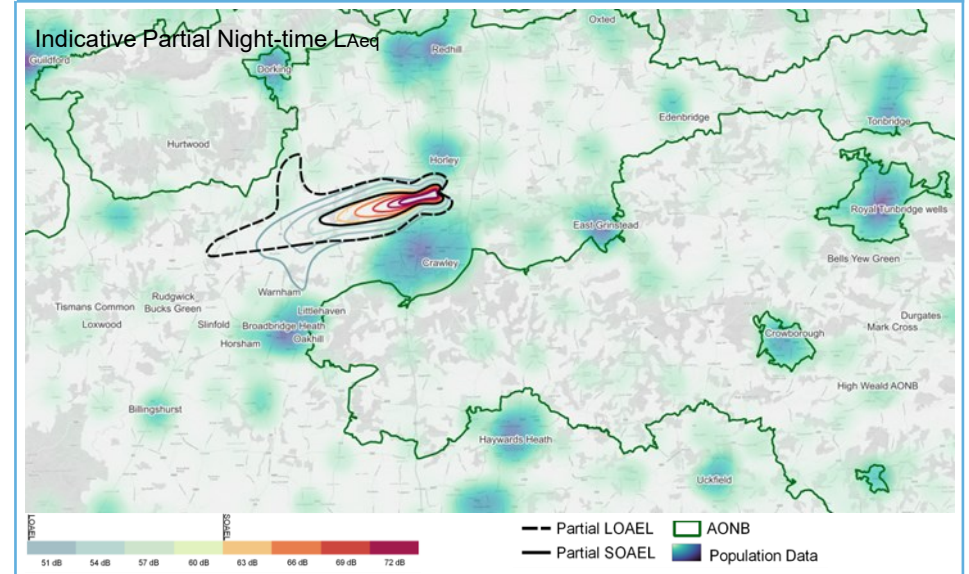 Indicative Partial Night-time LAeq
Oxted
Redhill
Guildford
Dorking
Edenbridge
Tonbridge
Hurtwood
Horley
Royal Tunbridge wells
East Grinstead
Bells Yew Green
Crawley
Warnham
Rudgwick
Tismans Common
Bucks Green
Littlehaven
Durgates
Loxwood
Slinfold
Broadbridge Heath
Mark Cross
Crowborough
Horsham
Oakhill
High Weald AONB
Billingshurst
Haywards Heath
Uckfield
LOAEL
SOAEL
51 dB 54 dB 57 dB 60 dB 63 dB 66 dB 69 dB 72 dB
Partial LOAEL
AONB
Partial SOAEL
Population Data